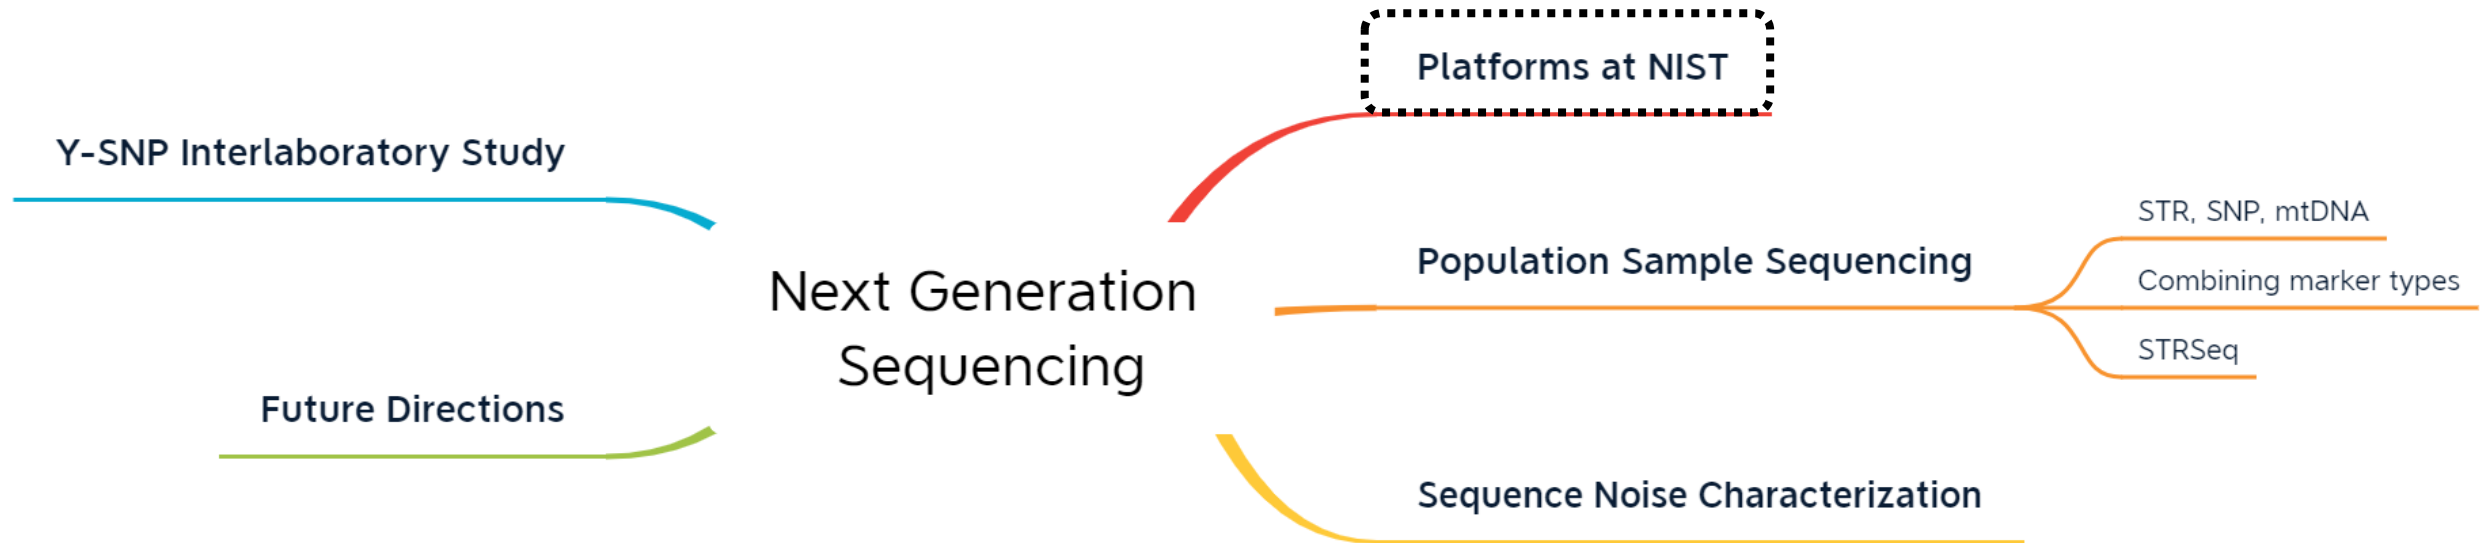 Platforms at NIST
Y-SNP Interlaboratory Study
STR, SNP, mtDNA
Population Sample Sequencing
Combining marker types
STRSeq
Next Generation
Sequencing
Future Directions
Sequence Noise Characterization